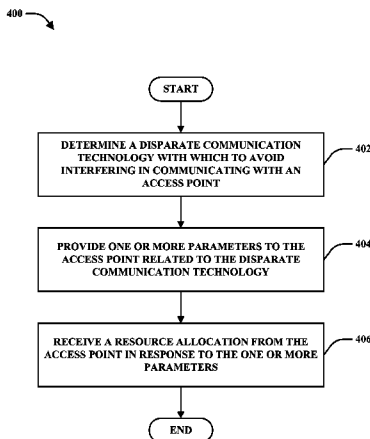 400
START
DETERMINE A DISPARATE COMMUNICATION
TECHNOLOGY WITH WHICH TO AVOID
INTERFERING IN COMMUNICATING WITH AN
ACCESS POINT
402
PROVIDE ONE OR MORE PARAMETERS TO THE
ACCESS POINT RELATED TO THE DISPARATE
COMMUNICATION TECHNOLOGY
404
RECEIVE A RESOURCE ALLOCATION FROM THE
ACCESS POINT IN RESPONSE TO THE ONE OR MORE
PARAMETERS
406
END